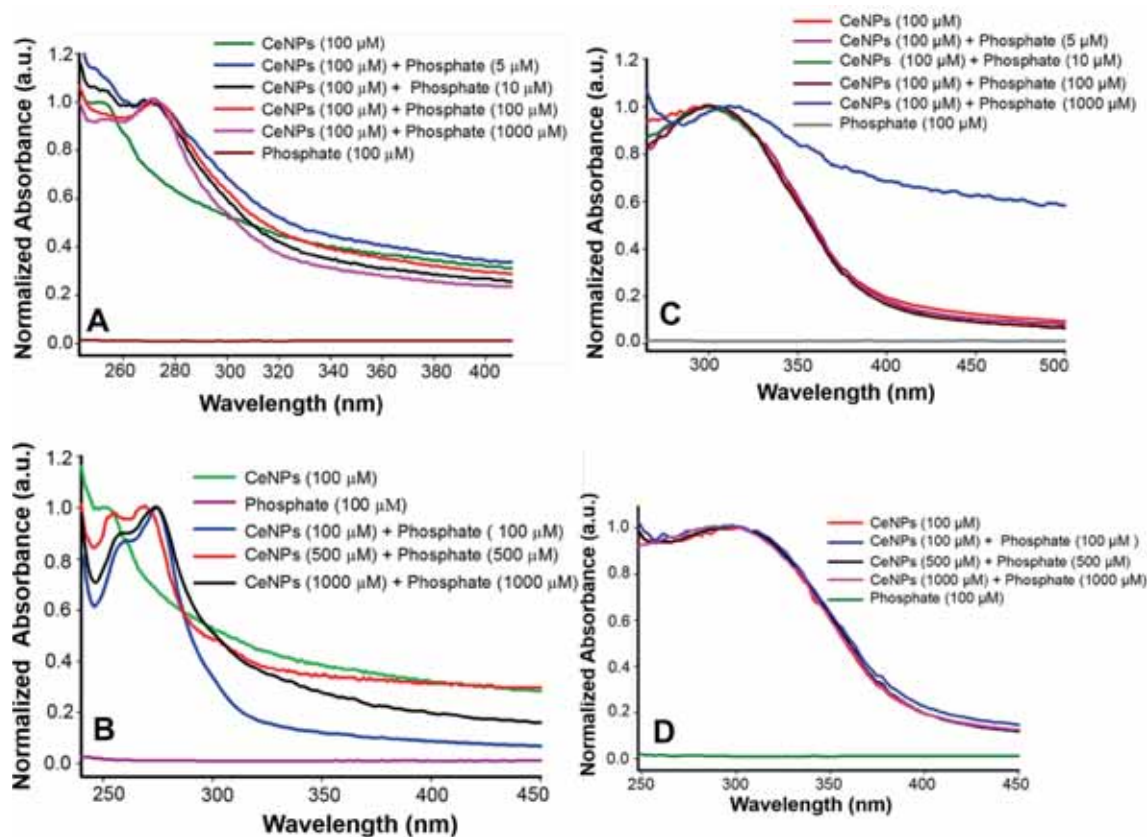 CeNPs (100 μM)
CeNPs (100 μM) + Phosphate (5 μM)
CeNPs (100 μM) + Phosphate (10 μM)
CeNPs (100 μM) + Phosphate (100 μM)
CeNPs (100 μM) + Phosphate (1000 μM)
Phosphate (100 μM)
Normalized Absorbance (a.u.)
1.2
1.0
0.8
0.6
0.4
0.2
0.0
A
260 280 300 320 340 360 380 400
Wavelength (nm)
CeNPs (100 μM)
CeNPs (100 μM) + Phosphate (5 μM)
CeNPs (100 μM) + Phosphate (10 μM)
CeNPs (100 μM) + Phosphate (100 μM)
CeNPs (100 μM) + Phosphate (1000 μM)
Phosphate (100 μM)
Normalized Absorbance (a.u.)
1.2
1.0
0.8
0.6
0.4
0.2
0.0
C
300 350 400 450 500
Wavelength (nm)
CeNPs (100 μM)
Phosphate (100 μM)
CeNPs (100 μM) + Phosphate ( 100 μM)
CeNPs (500 μM) + Phosphate (500 μM)
CeNPs (1000 μM) + Phosphate (1000 μM)
Normalized Absorbance (a.u.)
1.2
1.0
0.8
0.6
0.4
0.2
0.0
B
250 300 350 400 450
Wavelength (nm)
CeNPs (100 μM)
CeNPs (100 μM) + Phosphate (100 μM )
CeNPs (500 μM) + Phosphate (500 μM)
CeNPs (1000 μM) + Phosphate (1000 μM)
Phosphate (100 μM)
Normalized Absorbance (a.u.)
1.2
1.0
0.8
0.6
0.4
0.2
0.0
D
250 300 350 400 450
Wavelength (nm)